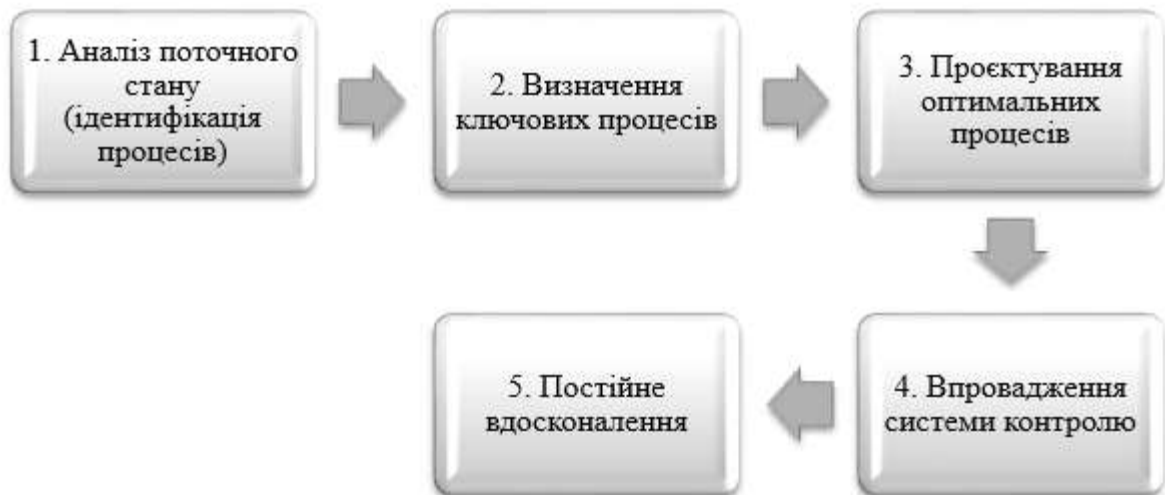 1. Аналіз поточного
стану
(ідентифікація
процесів)
2. Визначення
ключових процесів
3. Проєктування
оптимальних
процесів
4. Впровадження
системи контролю
5. Постійне
вдосконалення